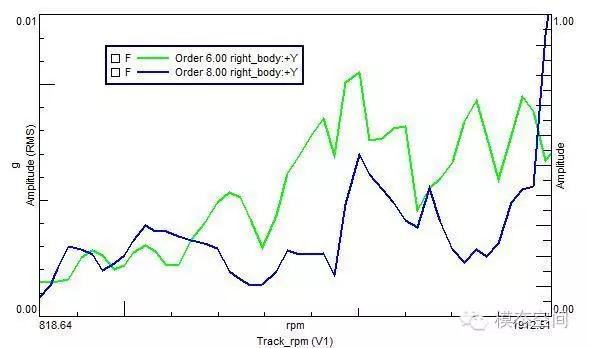 0.01
1.00
F Order 6.00 right_body:+Y
F Order 8.00 right_body:+Y
g
Amplitude (RMS)
Amplitude
0.00
0.00
818.64
rpm
1912.51
Track_rpm (V1)
模态空间